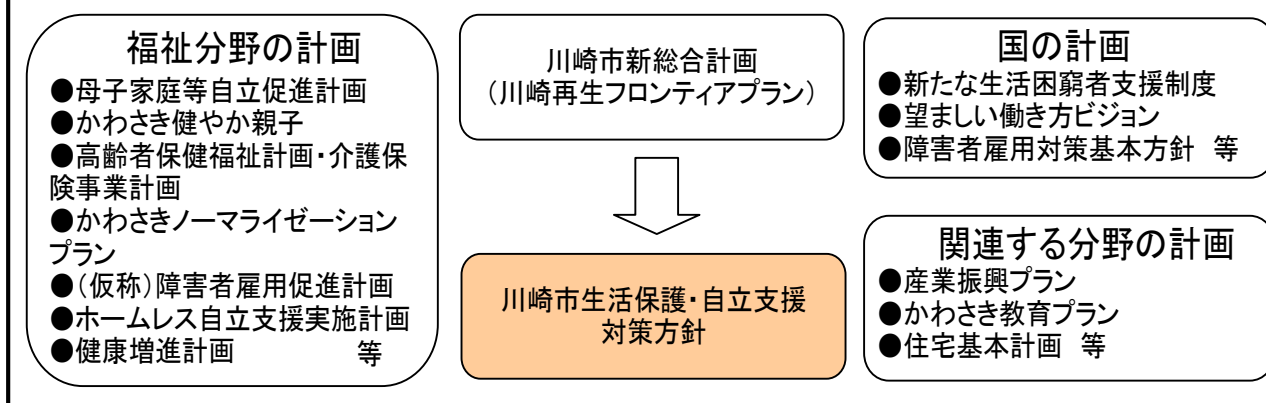 福祉分野の計画
●母子家庭等自立促進計画
●かわさき健やか親子
●高齢者保健福祉計画・介護保
険事業計画
●かわさきノーマライゼーション
プラン
●(仮称)障害者雇用促進計画
●ホームレス自立支援実施計画
●健康増進計画　　　　等
川崎市新総合計画
(川崎再生フロンティアプラン)
川崎市生活保護・自立支援
対策方針
国の計画
●新たな生活困窮者支援制度
●望ましい働き方ビジョン
●障害者雇用対策基本方針　等
関連する分野の計画
●産業振興プラン
●かわさき教育プラン
●住宅基本計画　等